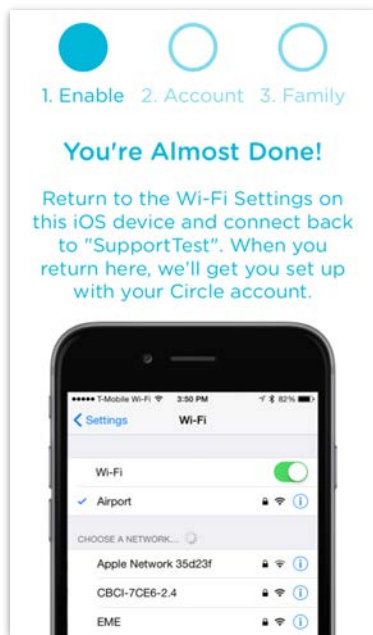 1. Enable 2. Account 3. Family
You're Almost Done!
Return to the Wi-Fi Settings on
this iOS device and connect back
to "SupportTest". When you
return here, we'll get you set up
with your Circle account.
T-Mobile Wi-Fi 3:50 PM 82%
Settings Wi-Fi
Wi-Fi
Airport
CHOOSE A NETWORK...
Apple Network 35d23f
CBCI-7CE6-2.4
EME